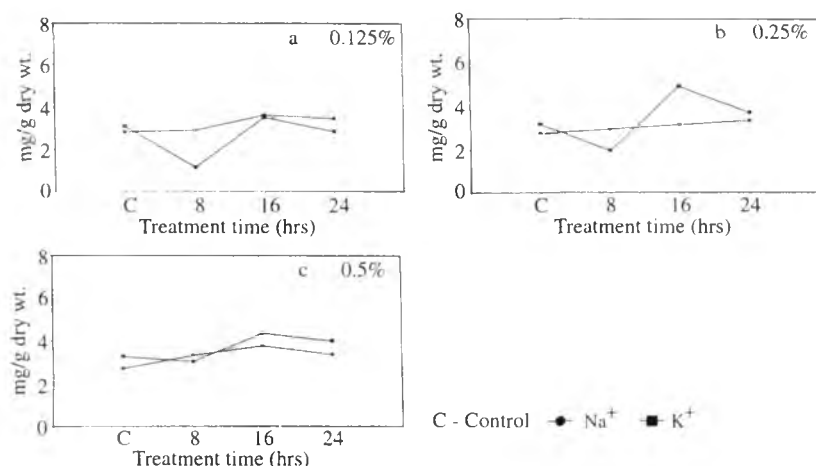 a 0.125%
mg/g dry wt.
8
6
4
2
0
C 8 16 24
Treatment time (hrs)
b 0.25%
mg/g dry wt.
8
6
4
2
0
C 8 16 24
Treatment time (hrs)
c 0.5%
mg/g dry wt.
8
6
4
2
0
C 8 16 24
Treatment time (hrs)
C - Control Na⁺ K⁺